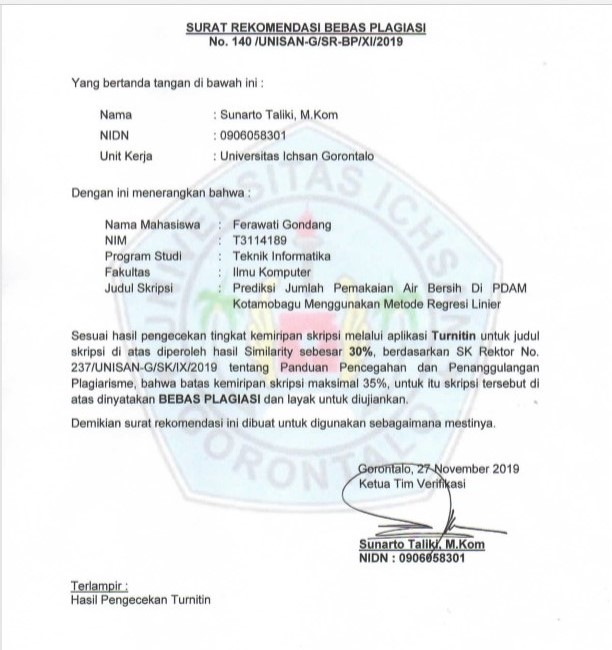 SURAT REKOMENDASI BEBAS PLAGIASI
No. 140 /UNISAN-G/SR-BP/XI/2019
Yang bertanda tangan di bawah ini :
Nama : Sunarto Taliki, M.Kom
NIDN : 0906058301
Unit Kerja : Universitas Ichsan Gorontalo
Dengan ini menerangkan bahwa :
Nama Mahasiswa : Ferawati Gondang
NIM : T3114189
Program Studi : Teknik Informatika
Fakultas : Ilmu Komputer
Judul Skripsi : Prediksi Jumlah Pemakaian Air Bersih Di PDAM
Kotamobagu Menggunakan Metode Regresi Linier
Sesuai hasil pengecekan tingkat kemiripan skripsi melalui aplikasi Turnitin untuk judul
skripsi di atas diperoleh hasil Similarity sebesar 30%, berdasarkan SK Rektor No.
237/UNISAN-G/SK/IX/2019 tentang Panduan Pencegahan dan Penanggulangan
Plagiarisme, bahwa batas kemiripan skripsi maksimal 35%, untuk itu skripsi tersebut di
atas dinyatakan BEBAS PLAGIASI dan layak untuk diujiankan.
Demikian surat rekomendasi ini dibuat untuk digunakan sebagaimana mestinya.
Gorontalo, 27 November 2019
Ketua Tim Verifikasi
Sunarto Taliki, M.Kom
NIDN : 0906058301
Terlampir :
Hasil Pengecekan Turnitin
UNIVERSITAS ICHSAN
GORONTALO